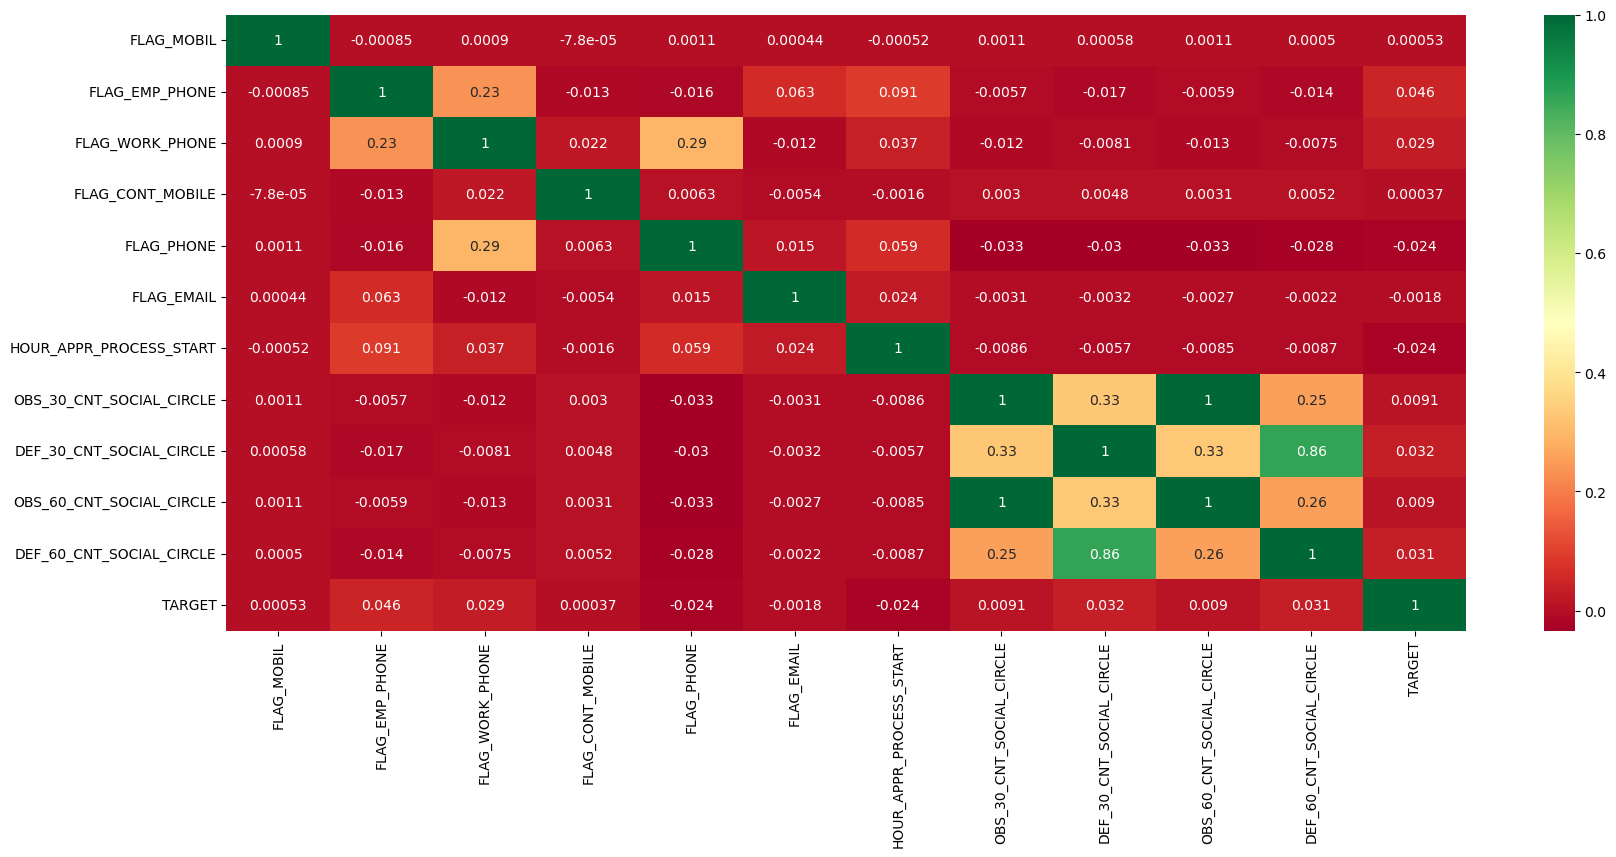 FLAG_MOBIL 1 -0.00085 0.0009 -7.8e-05 0.0011 0.00044 -0.00052 0.0011 0.00058 0.0011 0.0005 0.00053
FLAG_EMP_PHONE -0.00085 1 0.23 -0.013 -0.016 0.063 0.091 -0.0057 -0.017 -0.0059 -0.014 0.046
FLAG_WORK_PHONE 0.0009 0.23 1 0.022 0.29 -0.012 0.037 -0.012 -0.0081 -0.013 -0.0075 0.029
FLAG_CONT_MOBILE -7.8e-05 -0.013 0.022 1 0.0063 -0.0054 -0.0016 0.003 0.0048 0.0031 0.0052 0.00037
FLAG_PHONE 0.0011 -0.016 0.29 0.0063 1 0.015 0.059 -0.033 -0.03 -0.033 -0.028 -0.024
FLAG_EMAIL 0.00044 0.063 -0.012 -0.0054 0.015 1 0.024 -0.0031 -0.0032 -0.0027 -0.0022 -0.0018
HOUR_APPR_PROCESS_START -0.00052 0.091 0.037 -0.0016 0.059 0.024 1 -0.0086 -0.0057 -0.0085 -0.0087 -0.024
OBS_30_CNT_SOCIAL_CIRCLE 0.0011 -0.0057 -0.012 0.003 -0.033 -0.0031 -0.0086 1 0.33 1 0.25 0.0091
DEF_30_CNT_SOCIAL_CIRCLE 0.00058 -0.017 -0.0081 0.0048 -0.03 -0.0032 -0.0057 0.33 1 0.33 0.86 0.032
OBS_60_CNT_SOCIAL_CIRCLE 0.0011 -0.0059 -0.013 0.0031 -0.033 -0.0027 -0.0085 1 0.33 1 0.26 0.009
DEF_60_CNT_SOCIAL_CIRCLE 0.0005 -0.014 -0.0075 0.0052 -0.028 -0.0022 -0.0087 0.25 0.86 0.26 1 0.031
TARGET 0.00053 0.046 0.029 0.00037 -0.024 -0.0018 -0.024 0.0091 0.032 0.009 0.031 1
FLAG_MOBIL
FLAG_EMP_PHONE
FLAG_WORK_PHONE
FLAG_CONT_MOBILE
FLAG_PHONE
FLAG_EMAIL
HOUR_APPR_PROCESS_START
OBS_30_CNT_SOCIAL_CIRCLE
DEF_30_CNT_SOCIAL_CIRCLE
OBS_60_CNT_SOCIAL_CIRCLE
DEF_60_CNT_SOCIAL_CIRCLE
TARGET
1.0
0.8
0.6
0.4
0.2
0.0